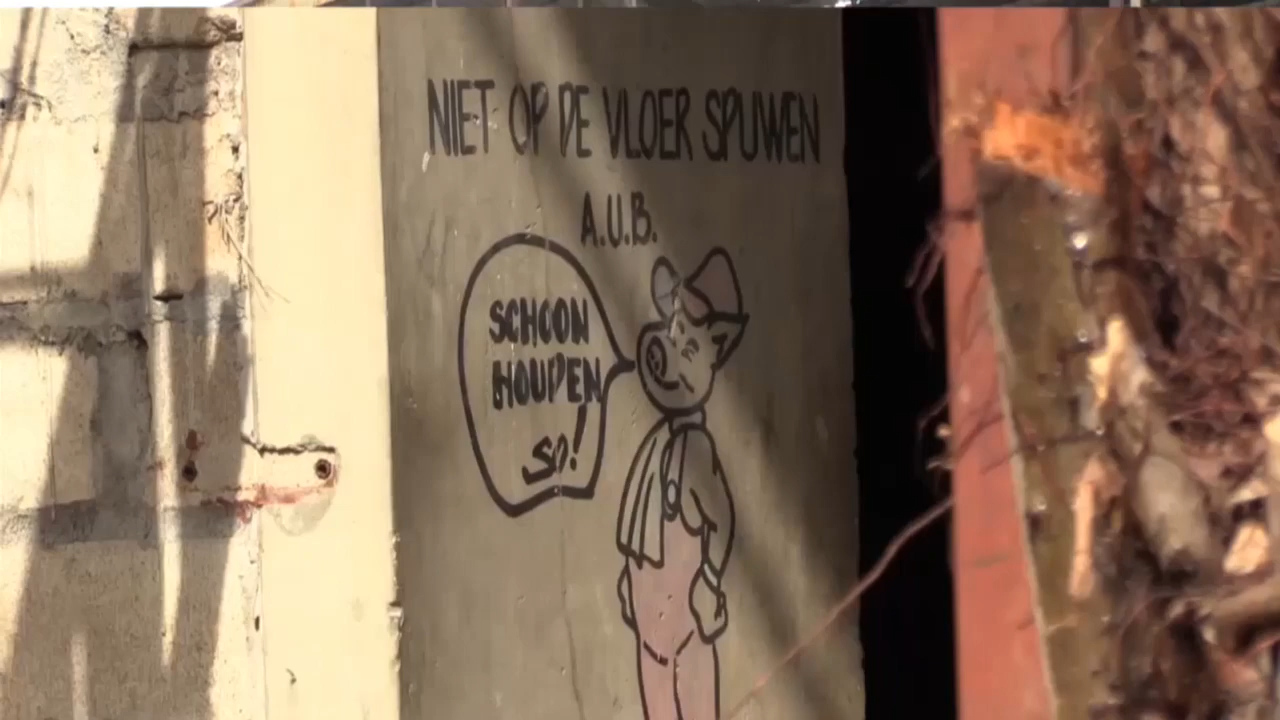 NIET OP DE VLOER SPUWEN
A.U.B.
SCHOON
HOUDEN
SO!